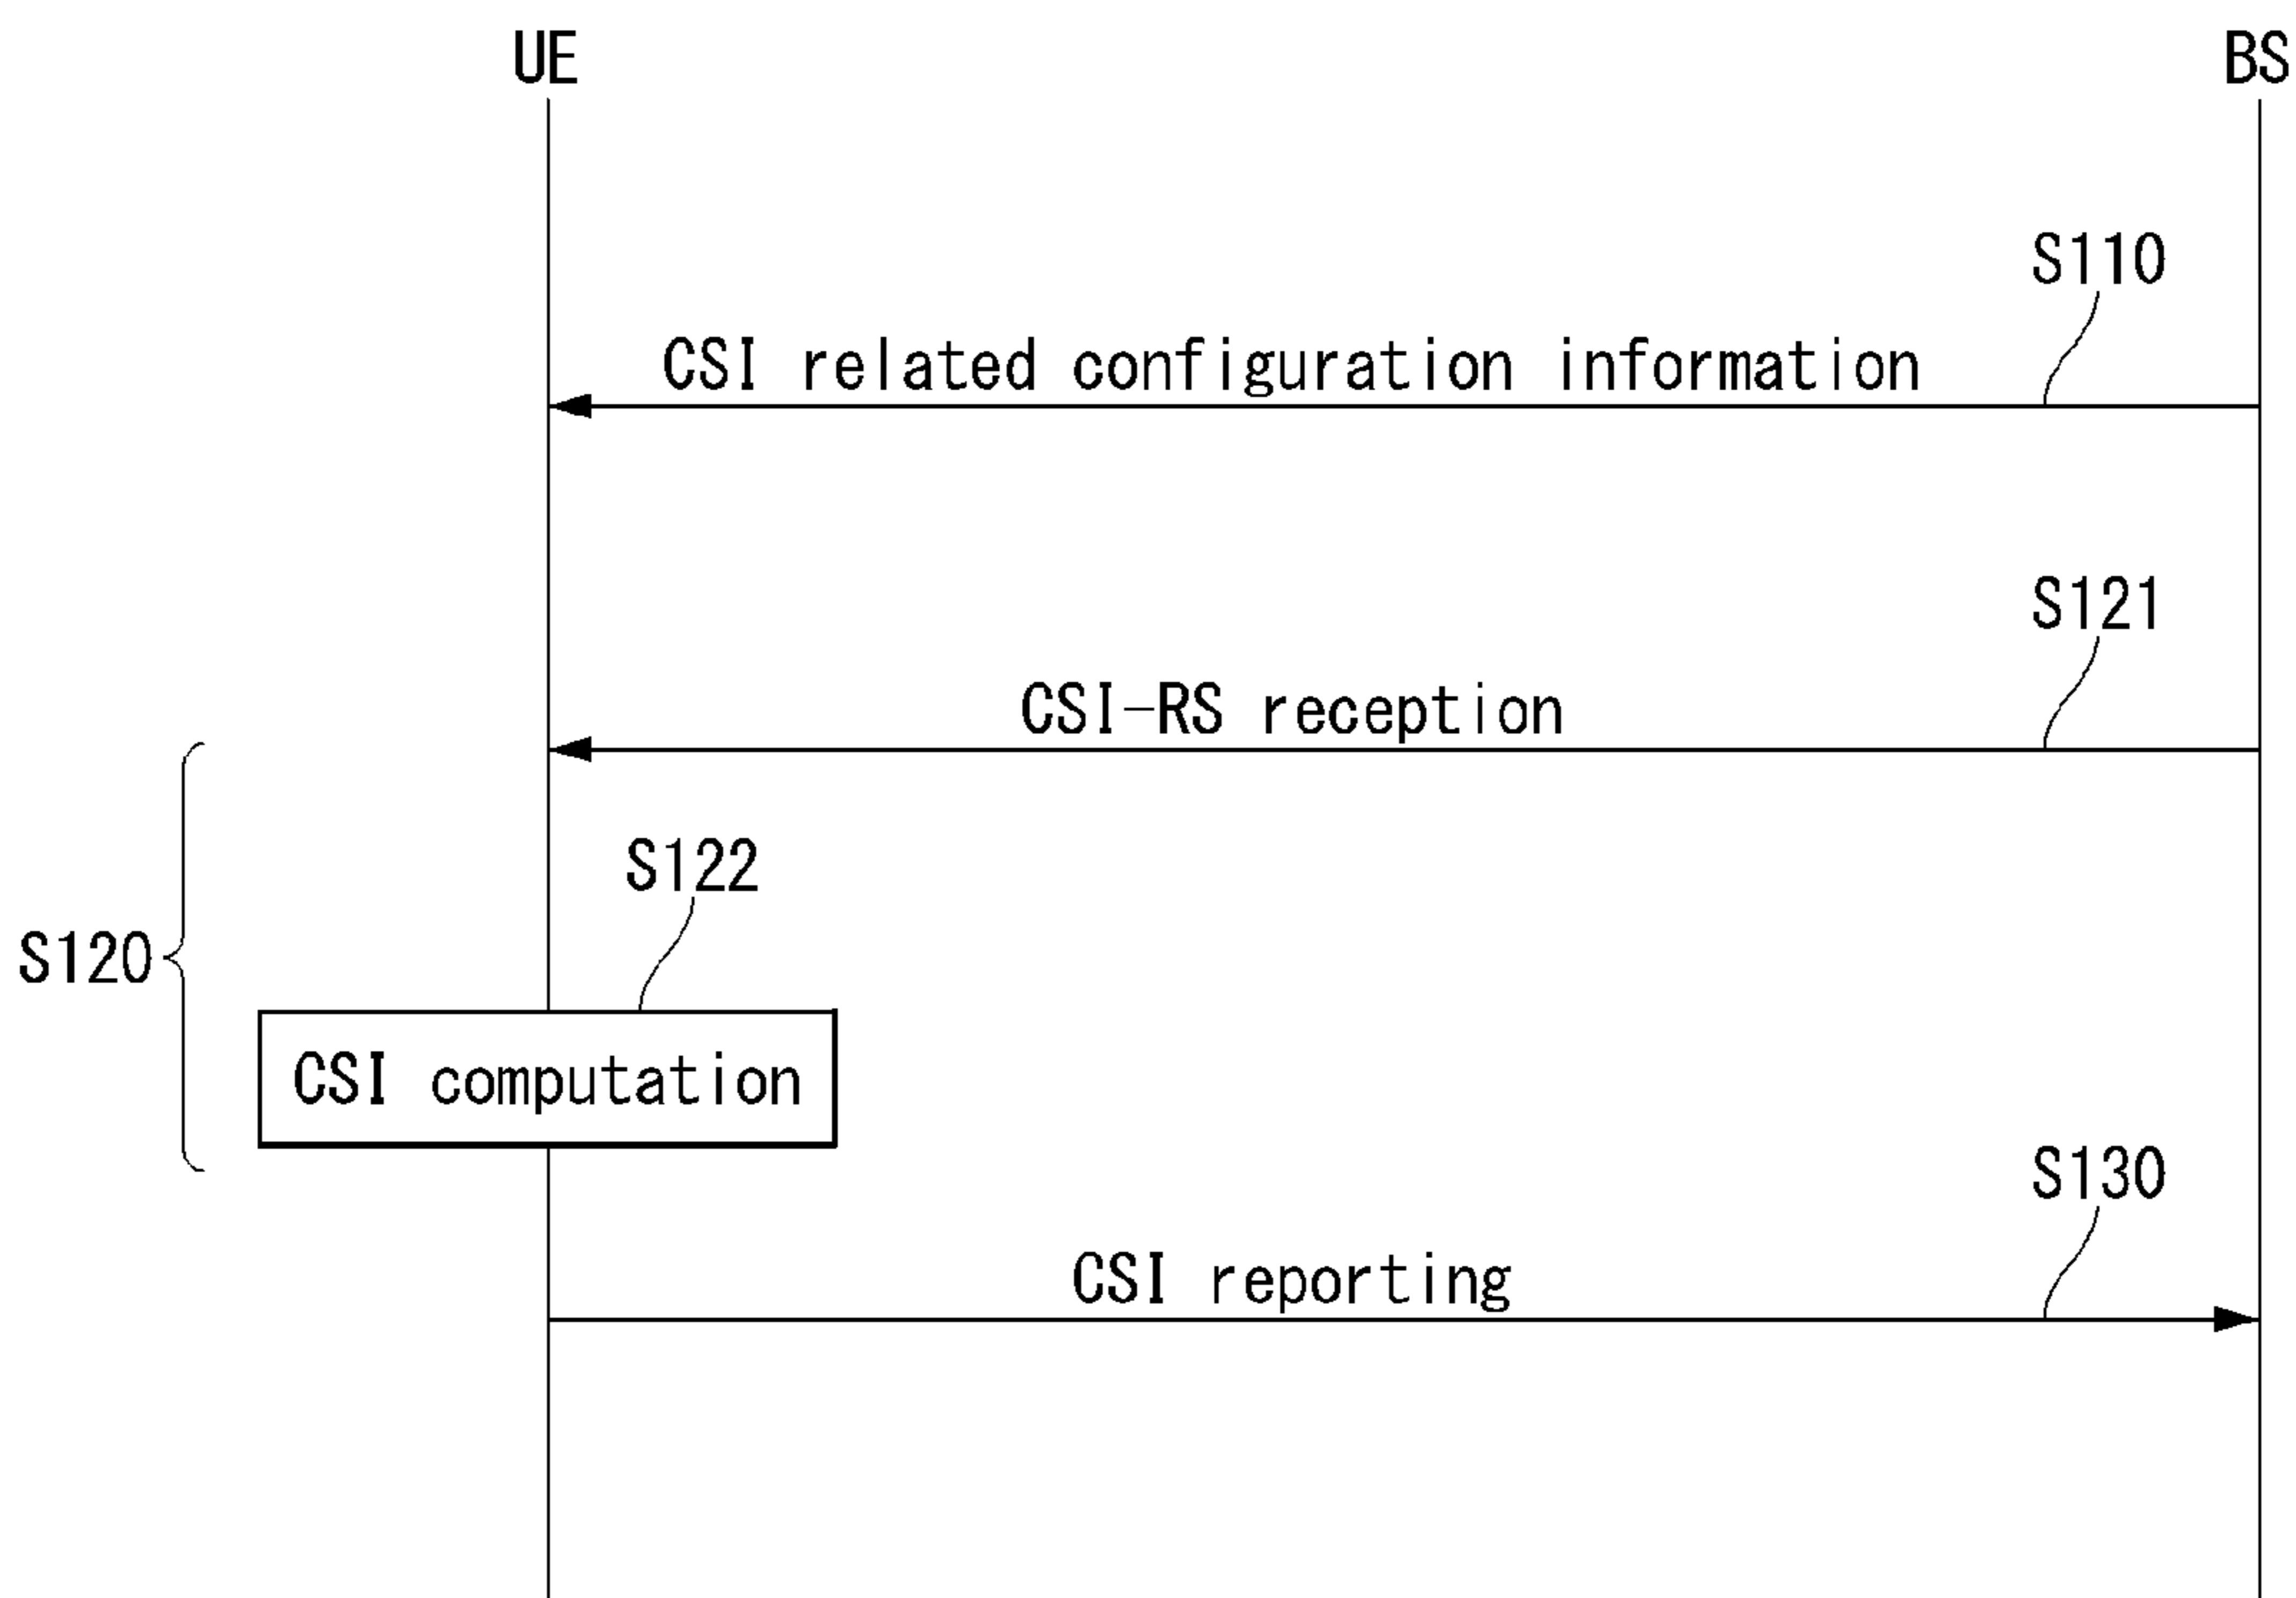 UE
BS
S110
CSI related configuration information
S121
CSI-RS reception
S122
S120
CSI computation
S130
CSI reporting